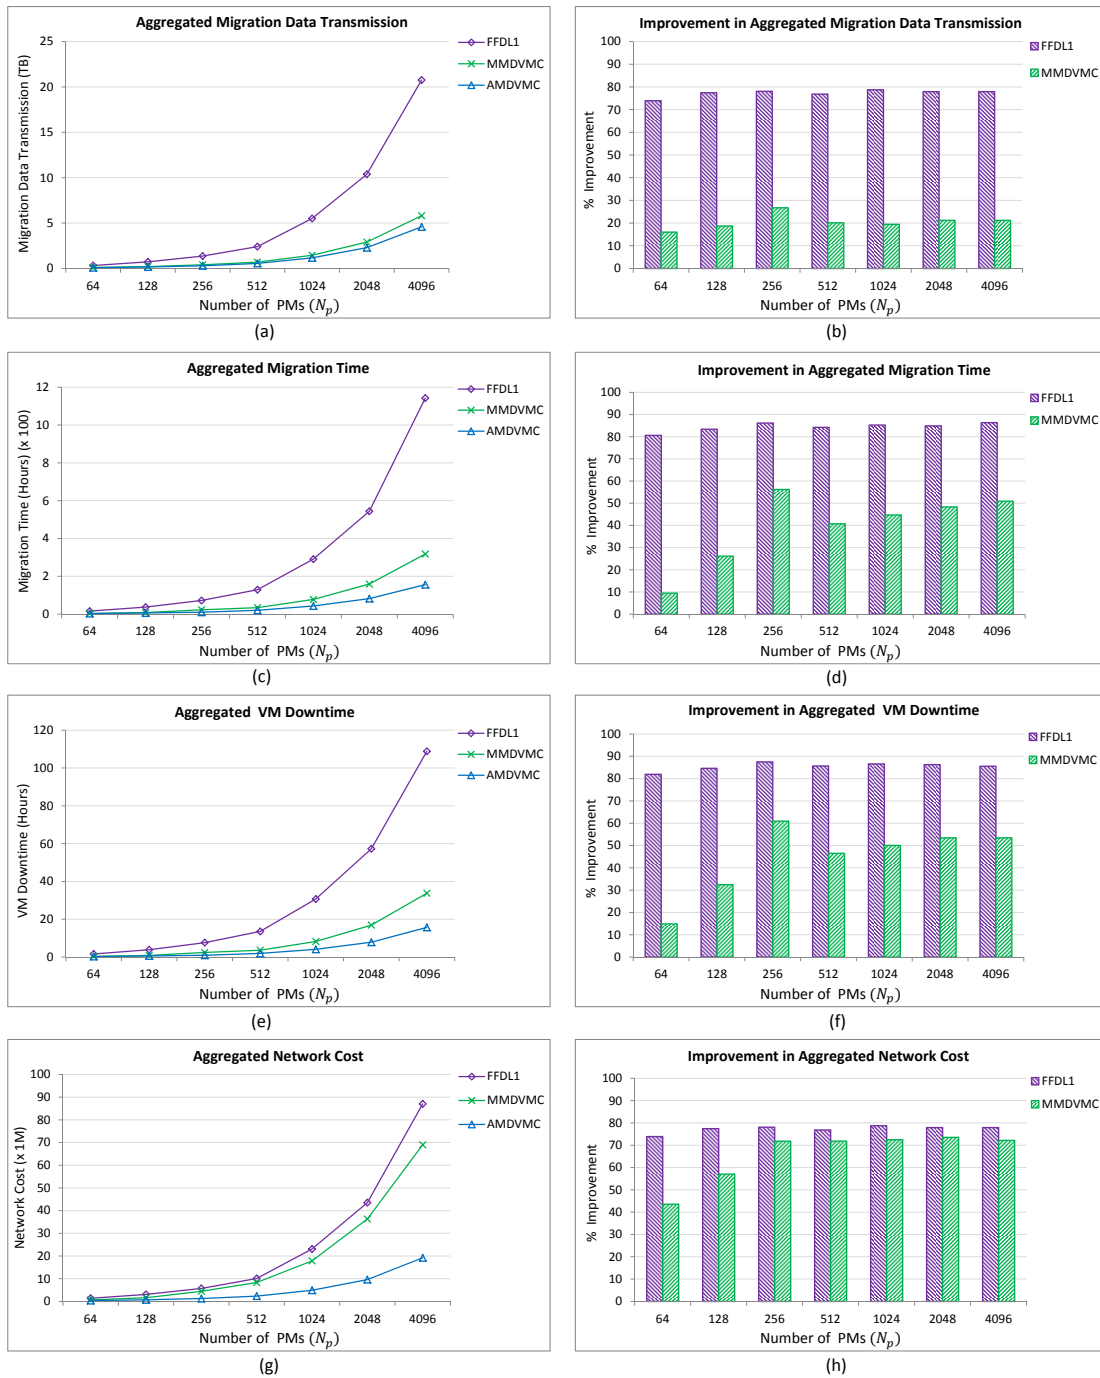 Aggregated Migration Data Transmission
Migration Data Transmission (TB)
25
20
15
10
5
0
64 128 256 512 1024 2048 4096
Number of PMs (Np)
FFDL1
MMDVMC
AMDVMC
(a)
Improvement in Aggregated Migration Data Transmission
% Improvement
100
90
80
70
60
50
40
30
20
10
0
64 128 256 512 1024 2048 4096
Number of PMs (Np)
FFDL1
MMDVMC
(b)
Aggregated Migration Time
Migration Time (Hours) (x 100)
12
10
8
6
4
2
0
64 128 256 512 1024 2048 4096
Number of PMs (Np)
FFDL1
MMDVMC
AMDVMC
(c)
Improvement in Aggregated Migration Time
% Improvement
100
90
80
70
60
50
40
30
20
10
0
64 128 256 512 1024 2048 4096
Number of PMs (Np)
FFDL1
MMDVMC
(d)
Aggregated VM Downtime
VM Downtime (Hours)
120
100
80
60
40
20
0
64 128 256 512 1024 2048 4096
Number of PMs (Np)
FFDL1
MMDVMC
AMDVMC
(e)
Improvement in Aggregated VM Downtime
% Improvement
100
90
80
70
60
50
40
30
20
10
0
64 128 256 512 1024 2048 4096
Number of PMs (Np)
FFDL1
MMDVMC
(f)
Aggregated Network Cost
Network Cost (x 1M)
100
90
80
70
60
50
40
30
20
10
0
64 128 256 512 1024 2048 4096
Number of PMs (Np)
FFDL1
MMDVMC
AMDVMC
(g)
Improvement in Aggregated Network Cost
% Improvement
100
90
80
70
60
50
40
30
20
10
0
64 128 256 512 1024 2048 4096
Number of PMs (Np)
FFDL1
MMDVMC
(h)